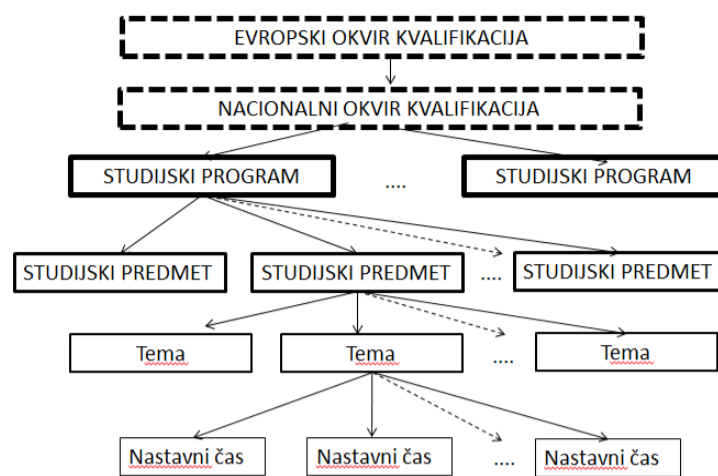 EVROPSKI OKVIR KVALIFIKACIJA
NACIONALNI OKVIR KVALIFIKACIJA
STUDIJSKI PROGRAM .... STUDIJSKI PROGRAM
STUDIJSKI PREDMET STUDIJSKI PREDMET .... STUDIJSKI PREDMET
Tema Tema .... Tema
Nastavni čas Nastavni čas .... Nastavni čas